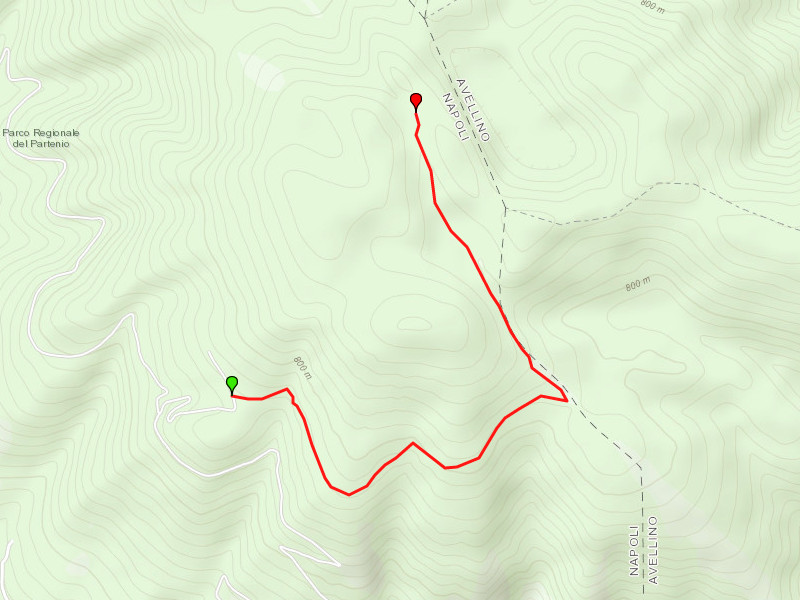 800 m
AVELLINO
NAPOLI
Parco Regionale
del Partenio
800 m
800 m
NAPOLI
AVELLINO